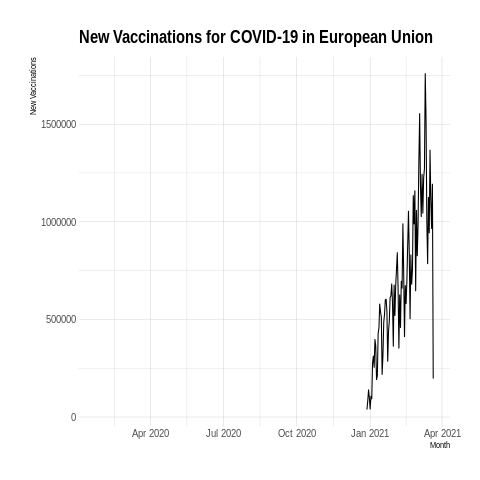 New Vaccinations for COVID-19 in European Union
New Vaccinations
1500000
1000000
500000
0
Apr 2020 Jul 2020 Oct 2020 Jan 2021 Apr 2021
Month